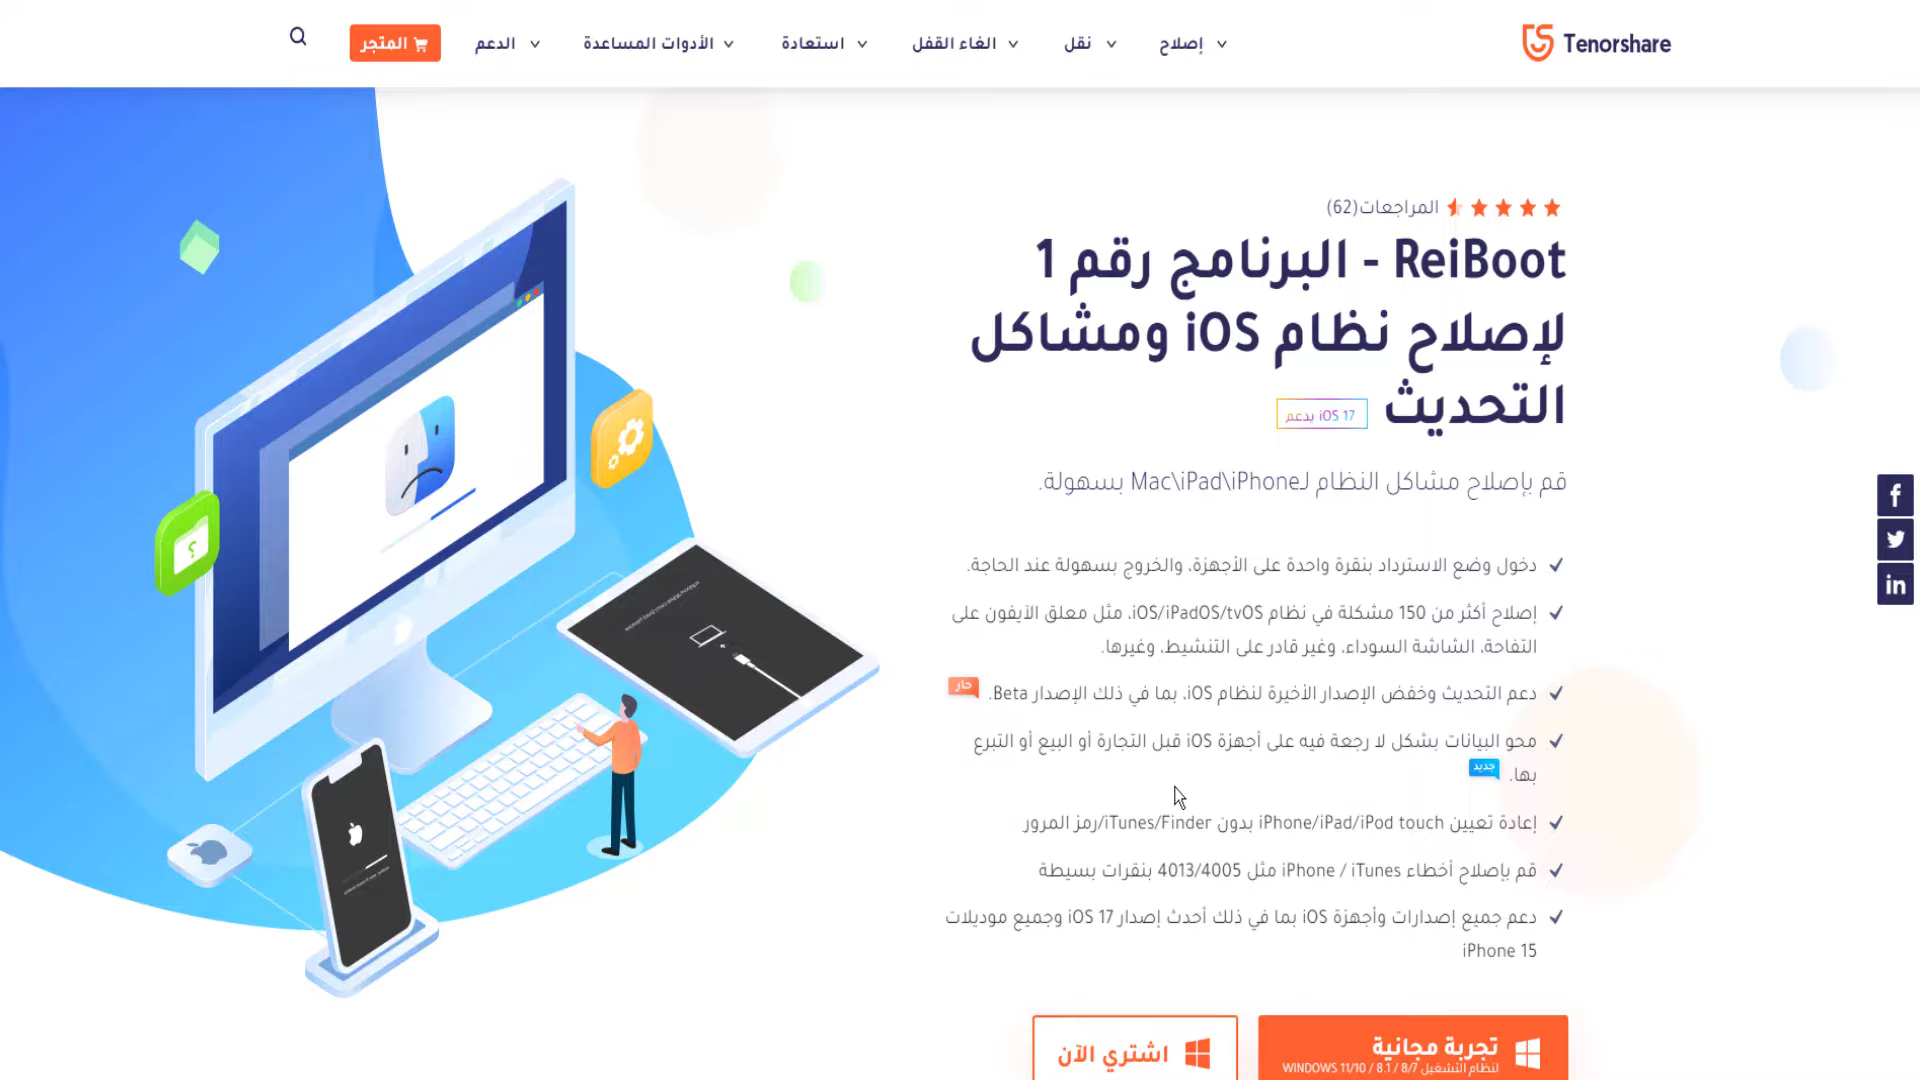 Tenorshare
إصلاح
نقل
الغاء القفل
استعادة
الأدوات المساعدة
الدعم
المتجر
المراجعات(62)
ReiBoot - البرنامج رقم 1
لإصلاح نظام iOS ومشاكل
التحديث
iOS 17 يدعم
قم بإصلاح مشاكل النظام لـMac\iPad\iPhone بسهولة.
دخول وضع الاسترداد بنقرة واحدة على الأجهزة، والخروج بسهولة عند الحاجة.
إصلاح أكثر من 150 مشكلة في نظام iOS/iPadOS/tvOS، مثل معلق الآيفون على
التفاحة، الشاشة السوداء، وغير قادر على التنشيط، وغيرها.
دعم التحديث وخفض الإصدار الأخيرة لنظام iOS، بما في ذلك الإصدار Beta. حار
محو البيانات بشكل لا رجعة فيه على أجهزة iOS قبل التجارة أو البيع أو التبرع
بها. جديد
إعادة تعيين iPhone/iPad/iPod touch بدون iTunes/Finder/رمز المرور
قم بإصلاح أخطاء iPhone / iTunes مثل 4013/4005 بنقرات بسيطة
دعم جميع إصدارات وأجهزة iOS بما في ذلك أحدث إصدار iOS 17 وجميع موديلات
iPhone 15
تجربة مجانية
لنظام التشغيل WINDOWS 11/10 / 8.1 / 8/7
اشتري الآن